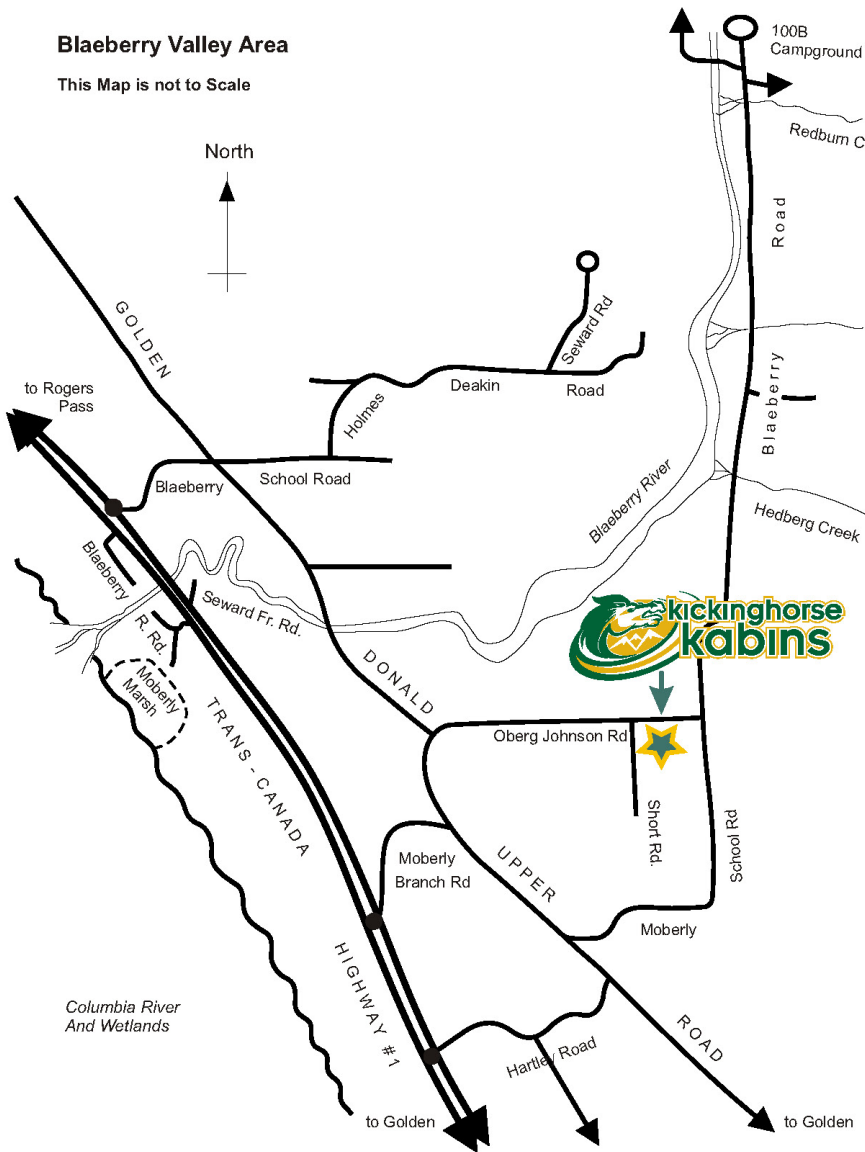 Blaeberry Valley Area
This Map is not to Scale
100B
Campground
Redburn C
North
Road
GOLDEN
Seward Rd
to Rogers
Pass
Deakin
Road
Holmes
Blaeberry
Blaeberry
School Road
Blaeberry River
Hedberg Creek
Blaeberry
R. Rd.
Seward Fr. Rd.
kickinghorse
kabins
Moberly
Marsh
DONALD
TRANS - CANADA
Oberg Johnson Rd
Short Rd.
School Rd
Moberly
Branch Rd
UPPER
Moberly
HIGHWAY #1
Columbia River
And Wetlands
ROAD
Hartley Road
to Golden
to Golden